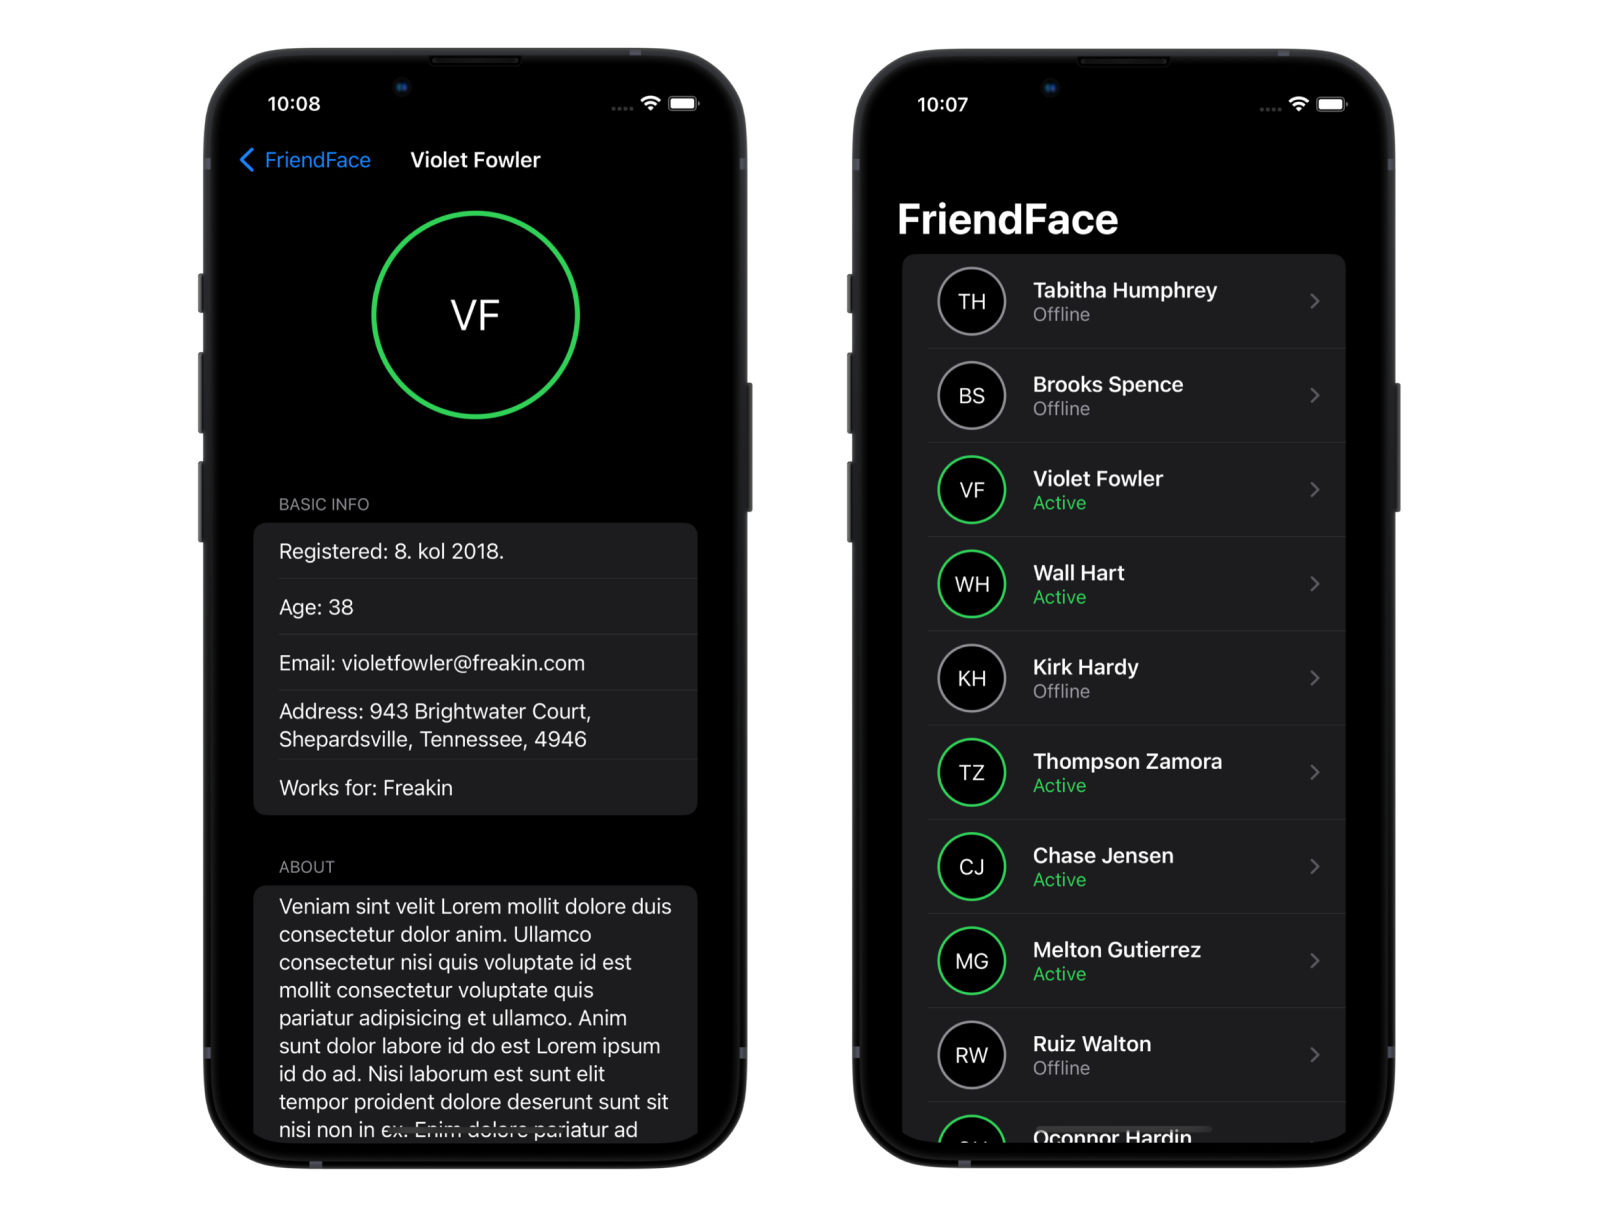 10:08
FriendFace
Violet Fowler
VF
BASIC INFO
Registered: 8. kol 2018.
Age: 38
Email: violetfowler@freakin.com
Address: 943 Brightwater Court,
Shepardsville, Tennessee, 4946
Works for: Freakin
ABOUT
Veniam sint velit Lorem mollit dolore duis
consectetur dolor anim. Ullamco
consectetur nisi quis voluptate id est
mollit consectetur voluptate quis
pariatur adipisicing et ullamco. Anim
sunt dolor labore id do est Lorem ipsum
id do ad. Nisi laborum est sunt elit
tempor proident dolore deserunt sunt sit
nisi non in ex. Enim dolore pariatur ad
10:07
FriendFace
TH
Tabitha Humphrey
Offline
BS
Brooks Spence
Offline
VF
Violet Fowler
Active
WH
Wall Hart
Active
KH
Kirk Hardy
Offline
TZ
Thompson Zamora
Active
CJ
Chase Jensen
Active
MG
Melton Gutierrez
Active
RW
Ruiz Walton
Offline
Oconnor Hardin